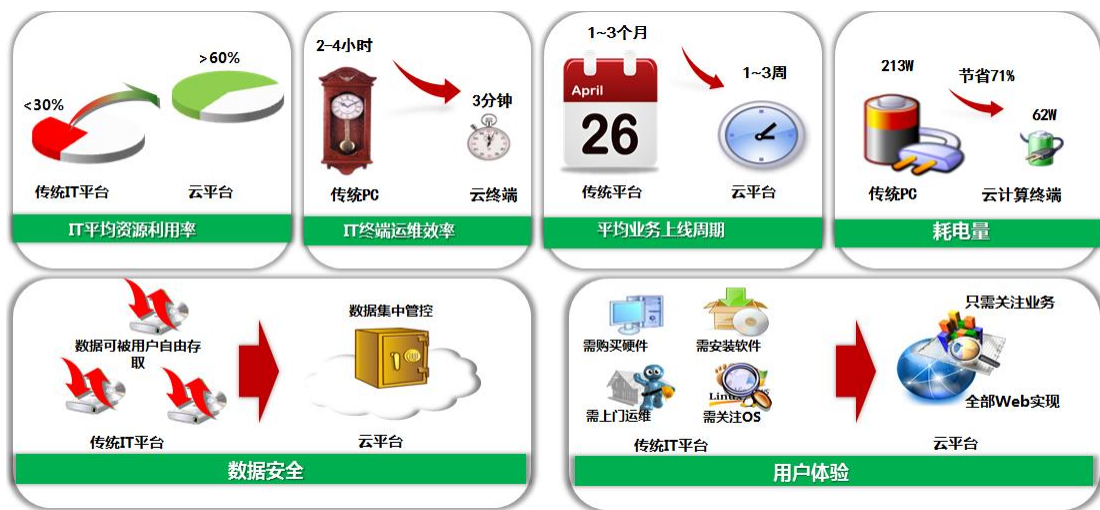 <30%
>60%
传统IT平台
云平台
IT平均资源利用率
2-4小时
3分钟
传统PC
云终端
IT终端运维效率
1~3个月
April
26
1~3周
传统平台
云平台
平均业务上线周期
213W
节省71%
62W
传统PC
云计算终端
耗电量
数据可被用户自由存
取
传统IT平台
数据集中管控
云平台
数据安全
需购买硬件
需安装软件
需上门运维
需关注OS
传统IT平台
只需关注业务
全部Web实现
云平台
用户体验